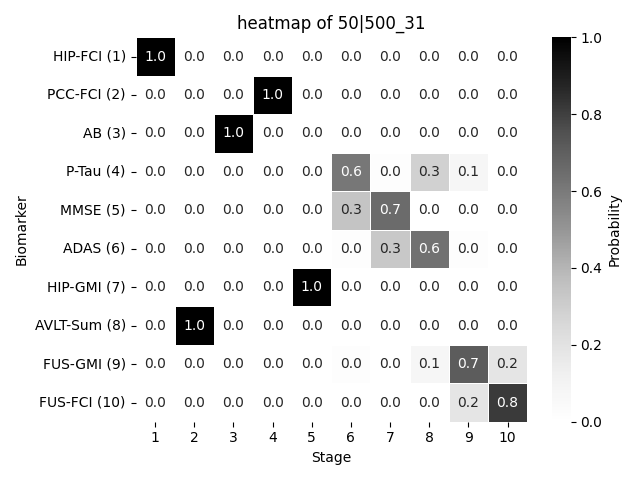 heatmap of 50|500_31
HIP-FCI (1) 1.0 0.0 0.0 0.0 0.0 0.0 0.0 0.0 0.0 0.0
PCC-FCI (2) 0.0 0.0 0.0 1.0 0.0 0.0 0.0 0.0 0.0 0.0
AB (3) 0.0 0.0 1.0 0.0 0.0 0.0 0.0 0.0 0.0 0.0
P-Tau (4) 0.0 0.0 0.0 0.0 0.0 0.6 0.0 0.3 0.1 0.0
MMSE (5) 0.0 0.0 0.0 0.0 0.0 0.3 0.7 0.0 0.0 0.0
ADAS (6) 0.0 0.0 0.0 0.0 0.0 0.0 0.3 0.6 0.0 0.0
HIP-GMI (7) 0.0 0.0 0.0 0.0 1.0 0.0 0.0 0.0 0.0 0.0
AVLT-Sum (8) 0.0 1.0 0.0 0.0 0.0 0.0 0.0 0.0 0.0 0.0
FUS-GMI (9) 0.0 0.0 0.0 0.0 0.0 0.0 0.0 0.1 0.7 0.2
FUS-FCI (10) 0.0 0.0 0.0 0.0 0.0 0.0 0.0 0.0 0.2 0.8
1 2 3 4 5 6 7 8 9 10
Stage
Biomarker
1.0
0.8
0.6
0.4
0.2
0.0
Probability